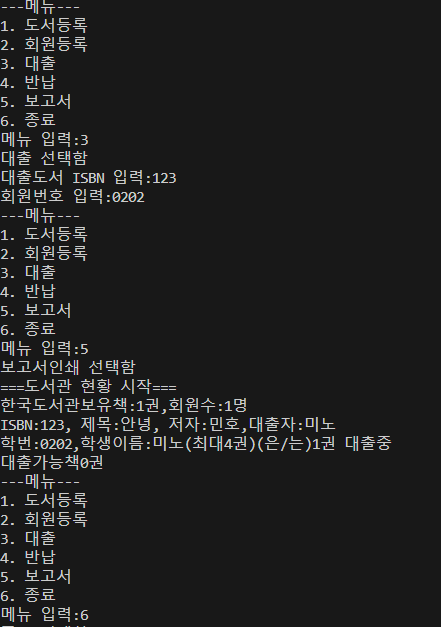 ---메뉴---
1. 도서등록
2. 회원등록
3. 대출
4. 반납
5. 보고서
6. 종료
메뉴 입력:3
대출 선택함
대출도서 ISBN 입력:123
회원번호 입력:0202
---메뉴---
1. 도서등록
2. 회원등록
3. 대출
4. 반납
5. 보고서
6. 종료
메뉴 입력:5
보고서인쇄 선택함
===도서관 현황 시작===
한국도서관보유책:1권,회원수:1명
ISBN:123, 제목:안녕, 저자:민호,대출자:미노
학번:0202,학생이름:미노(최대4권)(은/는)1권 대출중
대출가능책0권
---메뉴---
1. 도서등록
2. 회원등록
3. 대출
4. 반납
5. 보고서
6. 종료
메뉴 입력:6